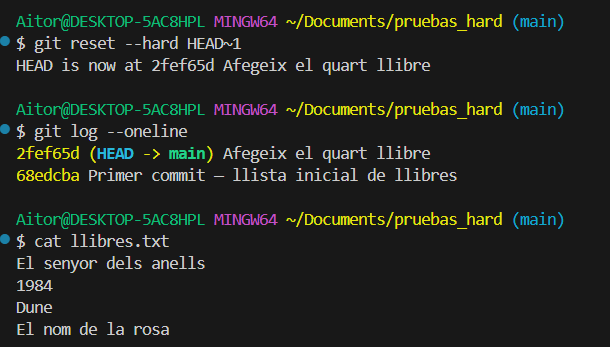 Aitor@DESKTOP-5AC8HPL MINGW64 ~/Documents/pruebas_hard (main)
$ git reset --hard HEAD~1
HEAD is now at 2fef65d Afegeix el quart llibre
Aitor@DESKTOP-5AC8HPL MINGW64 ~/Documents/pruebas_hard (main)
$ git log --oneline
2fef65d (HEAD -> main) Afegeix el quart llibre
68edcba Primer commit — llista inicial de llibres
Aitor@DESKTOP-5AC8HPL MINGW64 ~/Documents/pruebas_hard (main)
$ cat llibres.txt
El senyor dels anells
1984
Dune
El nom de la rosa